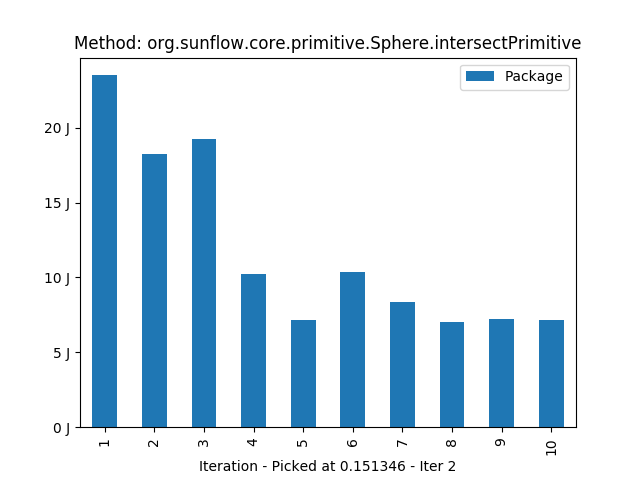 Method: org.sunflow.core.primitive.Sphere.intersectPrimitive
Package
20 J
15 J
10 J
5 J
0 J
1 2 3 4 5 6 7 8 9 10
Iteration - Picked at 0.151346 - Iter 2